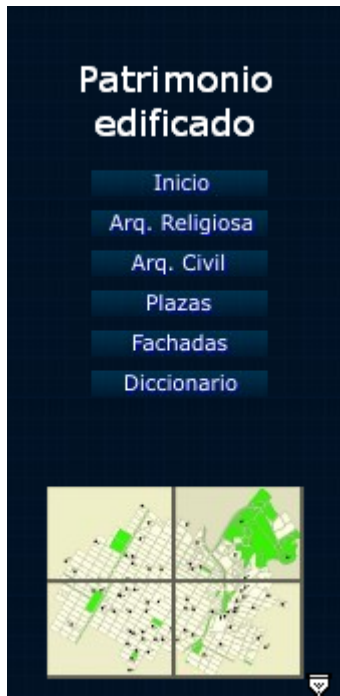 Patrimonio
edificado
Inicio
Arq. Religiosa
Arq. Civil
Plazas
Fachadas
Diccionario